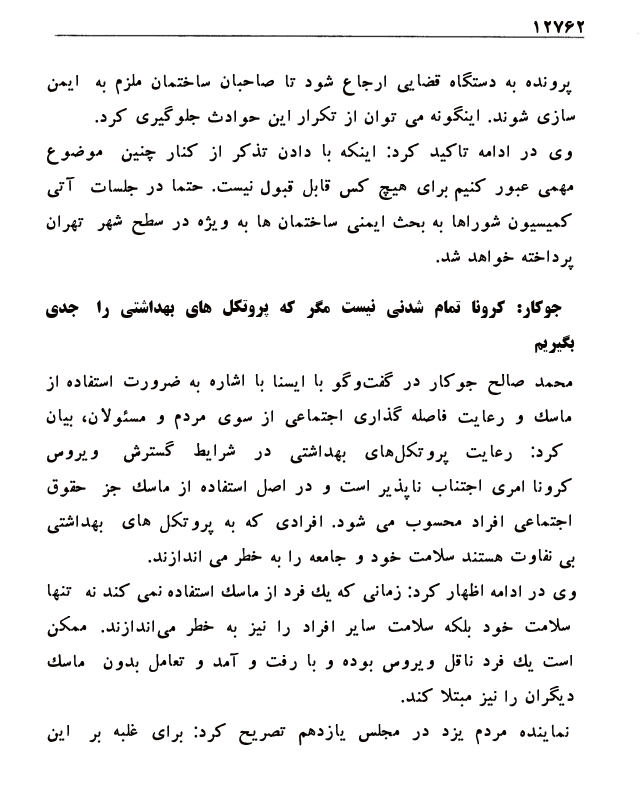 ۱۲۷۶۲
پرونده به دستگاه قضایی ارجاع شود تا صاحبان ساختمان ملزم به ایمن
سازی شوند. اینگونه می توان از تکرار این حوادث جلوگیری کرد.
وی در ادامه تاکید کرد: اینکه با دادن تذکر از کنار چنین موضوع
مهمی عبور کنیم برای هیچ کس قابل قبول نیست. حتما در جلسات آتی
کمیسیون شوراها به بحث ایمنی ساختمان ها به ویژه در سطح شهر تهران
پرداخته خواهد شد.
جوکار: کرونا تمام شدنی نیست مگر که پروتکل های بهداشتی را جدی
بگیریم
محمد صالح جوکار در گفت‌وگو با ایسنا با اشاره به ضرورت استفاده از
ماسک و رعایت فاصله گذاری اجتماعی از سوی مردم و مسئولان، بیان
کرد: رعایت پروتکل‌های بهداشتی در شرایط گسترش ویروس
کرونا امری اجتناب ناپذیر است و در اصل استفاده از ماسک جز حقوق
اجتماعی افراد محسوب می شود. افرادی که به پروتکل های بهداشتی
بی تفاوت هستند سلامت خود و جامعه را به خطر می اندازند.
وی در ادامه اظهار کرد: زمانی که یک فرد از ماسک استفاده نمی کند نه تنها
سلامت خود بلکه سلامت سایر افراد را نیز به خطر می‌اندازند. ممکن
است یک فرد ناقل ویروس بوده و با رفت و آمد و تعامل بدون ماسک
دیگران را نیز مبتلا کند.
نماینده مردم یزد در مجلس یازدهم تصریح کرد: برای غلبه بر این